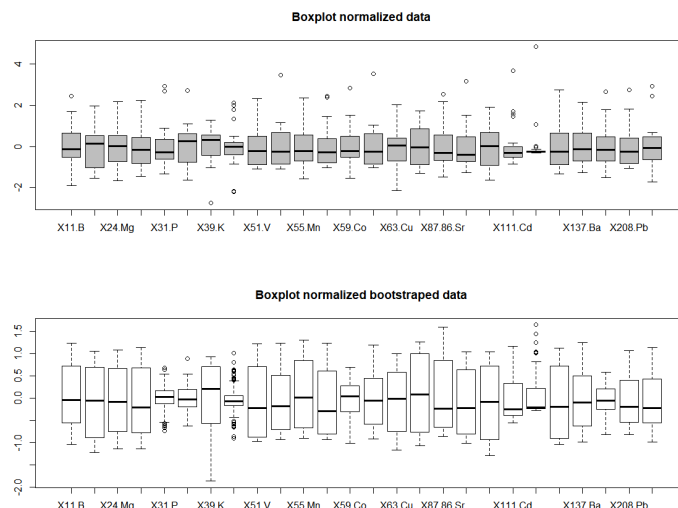 Boxplot normalized data
4
2
0
-2
X11.B X24.Mg X31.P X39.K X51.V X55.Mn X59.Co X63.Cu X87.86.Sr X111.Cd X137.Ba X208.Pb
Boxplot normalized bootstraped data
1.5
1.0
0.5
0.0
-1.0
-2.0
X11.B X24.Mg X31.P X39.K X51.V X55.Mn X59.Co X63.Cu X87.86.Sr X111.Cd X137.Ba X208.Pb